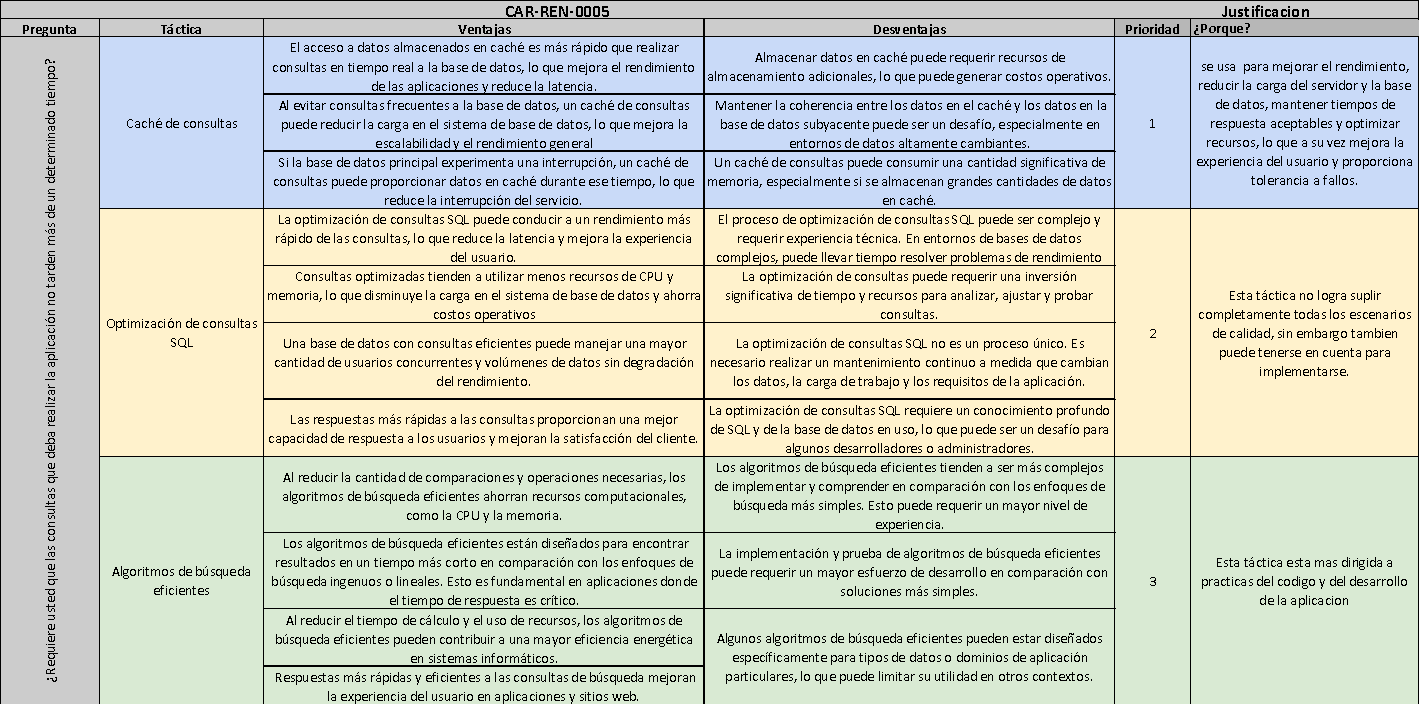 CAR-REN-0005
Justificacion
Pregunta
Táctica
Ventajas
Desventajas
Prioridad
¿Porque?
¿Requiere usted que las consultas que deba realizar la aplicación no tarden más de un determinado tiempo?
Caché de consultas
El acceso a datos almacenados en caché es más rápido que realizar
consultas en tiempo real a la base de datos, lo que mejora el rendimiento
de las aplicaciones y reduce la latencia.
Almacenar datos en caché puede requerir recursos de
almacenamiento adicionales, lo que puede generar costos operativos.
Al evitar consultas frecuentes a la base de datos, un caché de consultas
puede reducir la carga en el sistema de base de datos, lo que mejora la
escalabilidad y el rendimiento general
Mantener la coherencia entre los datos en el caché y los datos en la
base de datos subyacente puede ser un desafío, especialmente en
entornos de datos altamente cambiantes.
Si la base de datos principal experimenta una interrupción, un caché de
consultas puede proporcionar datos en caché durante ese tiempo, lo que
reduce la interrupción del servicio.
Un caché de consultas puede consumir una cantidad significativa de
memoria, especialmente si se almacenan grandes cantidades de datos
en caché.
1
se usa para mejorar el rendimiento,
reducir la carga del servidor y la base
de datos, mantener tiempos de
respuesta aceptables y optimizar
recursos, lo que a su vez mejora la
experiencia del usuario y proporciona
tolerancia a fallos.
Optimización de consultas
SQL
La optimización de consultas SQL puede conducir a un rendimiento más
rápido de las consultas, lo que reduce la latencia y mejora la experiencia
del usuario.
El proceso de optimización de consultas SQL puede ser complejo y
requerir experiencia técnica. En entornos de bases de datos
complejos, puede llevar tiempo resolver problemas de rendimiento
Consultas optimizadas tienden a utilizar menos recursos de CPU y
memoria, lo que disminuye la carga en el sistema de base de datos y ahorra
costos operativos
La optimización de consultas puede requerir una inversión
significativa de tiempo y recursos para analizar, ajustar y probar
consultas.
Una base de datos con consultas eficientes puede manejar una mayor
cantidad de usuarios concurrentes y volúmenes de datos sin degradación
del rendimiento.
La optimización de consultas SQL no es un proceso único. Es
necesario realizar un mantenimiento continuo a medida que cambian
los datos, la carga de trabajo y los requisitos de la aplicación.
Las respuestas más rápidas a las consultas proporcionan una mejor
capacidad de respuesta a los usuarios y mejoran la satisfacción del cliente.
La optimización de consultas SQL requiere un conocimiento profundo
de SQL y de la base de datos en uso, lo que puede ser un desafío para
algunos desarrolladores o administradores.
2
Esta táctica no logra suplir
completamente todas los escenarios
de calidad, sin embargo tambien
puede tenerse en cuenta para
implementarse.
Algoritmos de búsqueda
eficientes
Al reducir la cantidad de comparaciones y operaciones necesarias, los
algoritmos de búsqueda eficientes ahorran recursos computacionales,
como la CPU y la memoria.
Los algoritmos de búsqueda eficientes tienden a ser más complejos
de implementar y comprender en comparación con los enfoques de
búsqueda más simples. Esto puede requerir un mayor nivel de
experiencia.
Los algoritmos de búsqueda eficientes están diseñados para encontrar
resultados en un tiempo más corto en comparación con los enfoques de
búsqueda ingenuos o lineales. Esto es fundamental en aplicaciones donde
el tiempo de respuesta es crítico.
La implementación y prueba de algoritmos de búsqueda eficientes
puede requerir un mayor esfuerzo de desarrollo en comparación con
soluciones más simples.
Al reducir el tiempo de cálculo y el uso de recursos, los algoritmos de
búsqueda eficientes pueden contribuir a una mayor eficiencia energética
en sistemas informáticos.
Respuestas más rápidas y eficientes a las consultas de búsqueda mejoran
la experiencia del usuario en aplicaciones y sitios web.
Algunos algoritmos de búsqueda eficientes pueden estar diseñados
específicamente para tipos de datos o dominios de aplicación
particulares, lo que puede limitar su utilidad en otros contextos.
3
Esta táctica esta mas dirigida a
practicas del codigo y del desarrollo
de la aplicacion